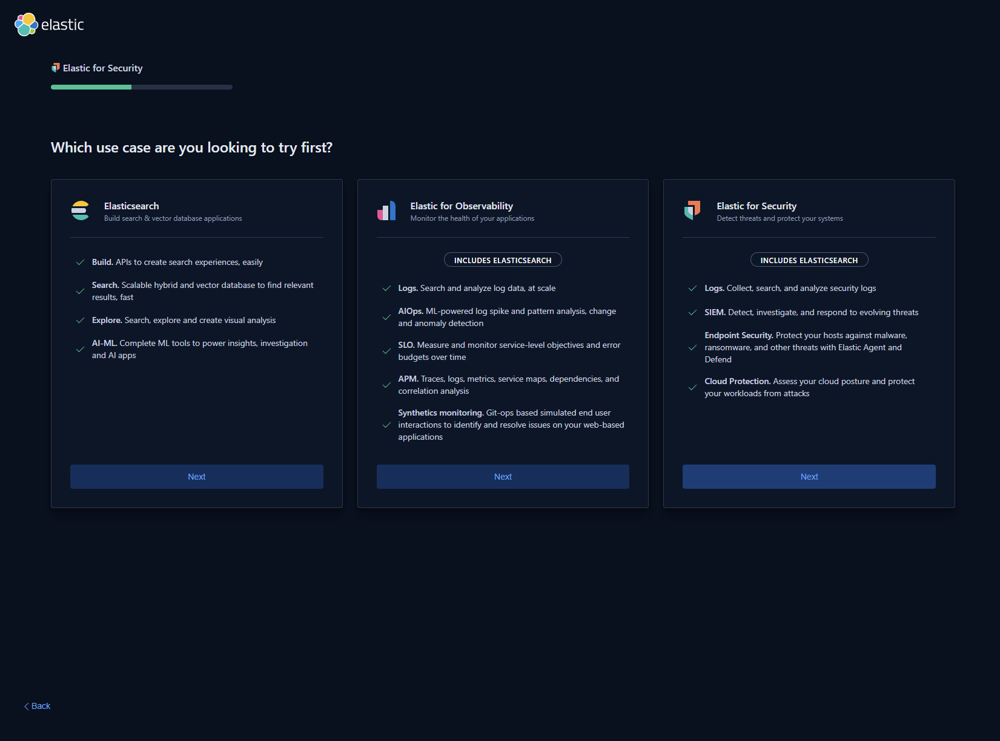 elastic
Elastic for Security
Which use case are you looking to try first?
Elasticsearch
Build search & vector database applications
Build. APIs to create search experiences, easily
Search. Scalable hybrid and vector database to find relevant
results, fast
Explore. Search, explore and create visual analysis
AI-ML. Complete ML tools to power insights, investigation
and AI apps
Next
Elastic for Observability
Monitor the health of your applications
INCLUDES ELASTICSEARCH
Logs. Search and analyze log data, at scale
AIOps. ML-powered log spike and pattern analysis, change
and anomaly detection
SLO. Measure and monitor service-level objectives and error
budgets over time
APM. Traces, logs, metrics, service maps, dependencies, and
correlation analysis
Synthetics monitoring. Git-ops based simulated end user
interactions to identify and resolve issues on your web-based
applications
Next
Elastic for Security
Detect threats and protect your systems
INCLUDES ELASTICSEARCH
Logs. Collect, search, and analyze security logs
SIEM. Detect, investigate, and respond to evolving threats
Endpoint Security. Protect your hosts against malware,
ransomware, and other threats with Elastic Agent and
Defend
Cloud Protection. Assess your cloud posture and protect
your workloads from attacks
Next
Back